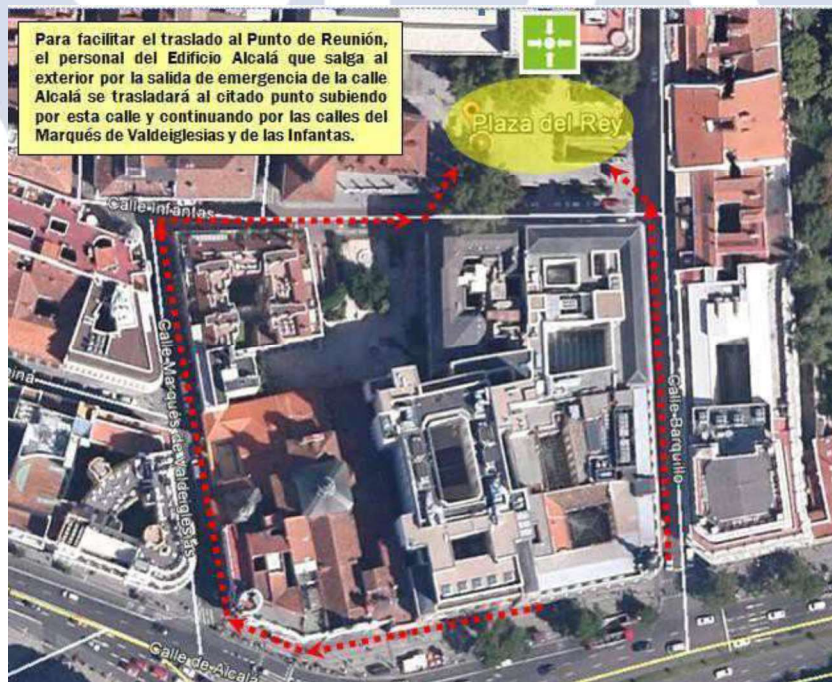 Para facilitar el traslado al Punto de Reunión,
el personal del Edificio Alcalá que salga al
exterior por la salida de emergencia de la calle
Alcalá se trasladará al citado punto subiendo
por esta calle y continuando por las calles del
Marqués de Valdeiglesias y de las Infantas.
Plaza del Rey
Calle Infantas
Calle Marqués de Valdeiglesias
Calle Barquillo
Calle de Alcalá